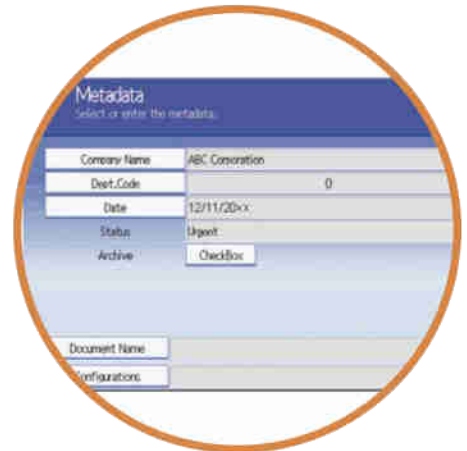 Metadata
Select or enter the metadata.
Company Name ABC Corporation
Dept.Code 0
Date 12/11/20××
Status Urgent
Archive CheckBox
Document Name
Configurations